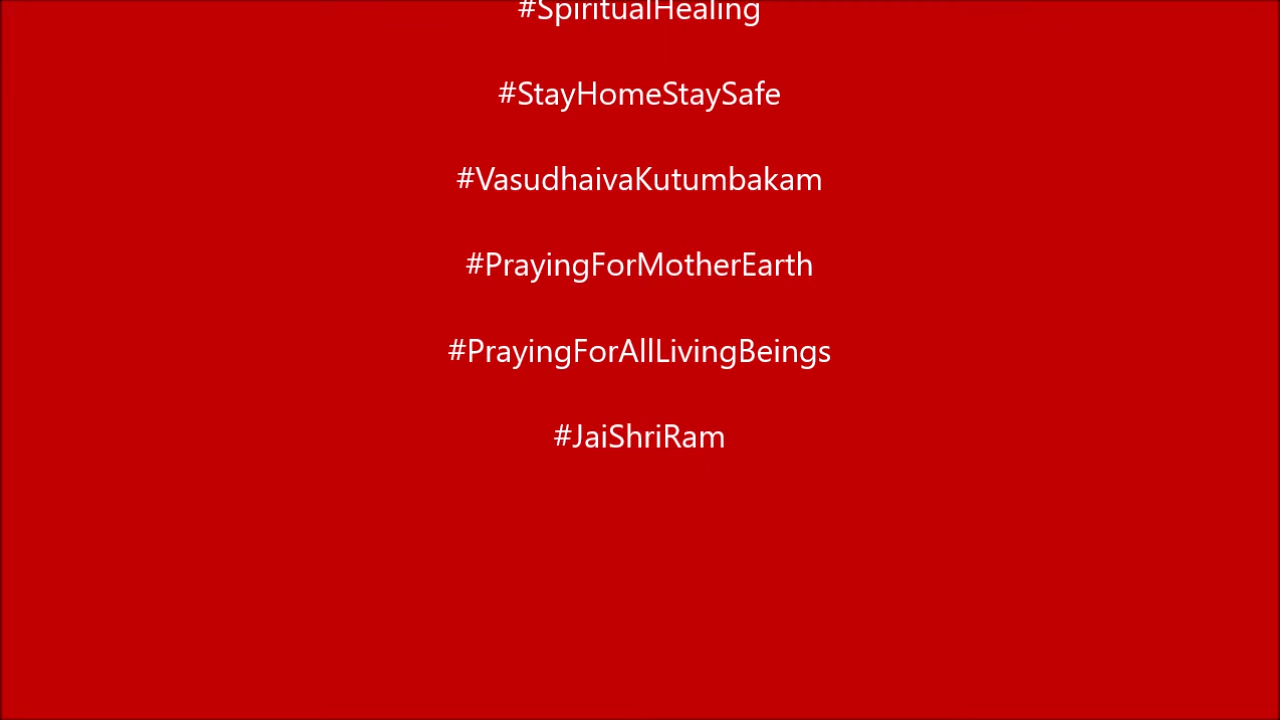 #SpiritualHealing
#StayHomeStaySafe
#VasudhaivaKutumbakam
#PrayingForMotherEarth
#PrayingForAllLivingBeings
#JaiShriRam